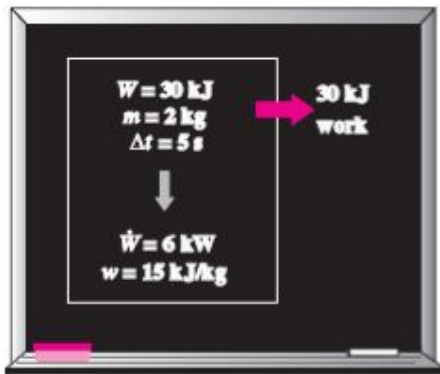 W = 30 kJ
m = 2 kg
Δt = 5 s
Ẇ = 6 kW
w = 15 kJ/kg
30 kJ
work